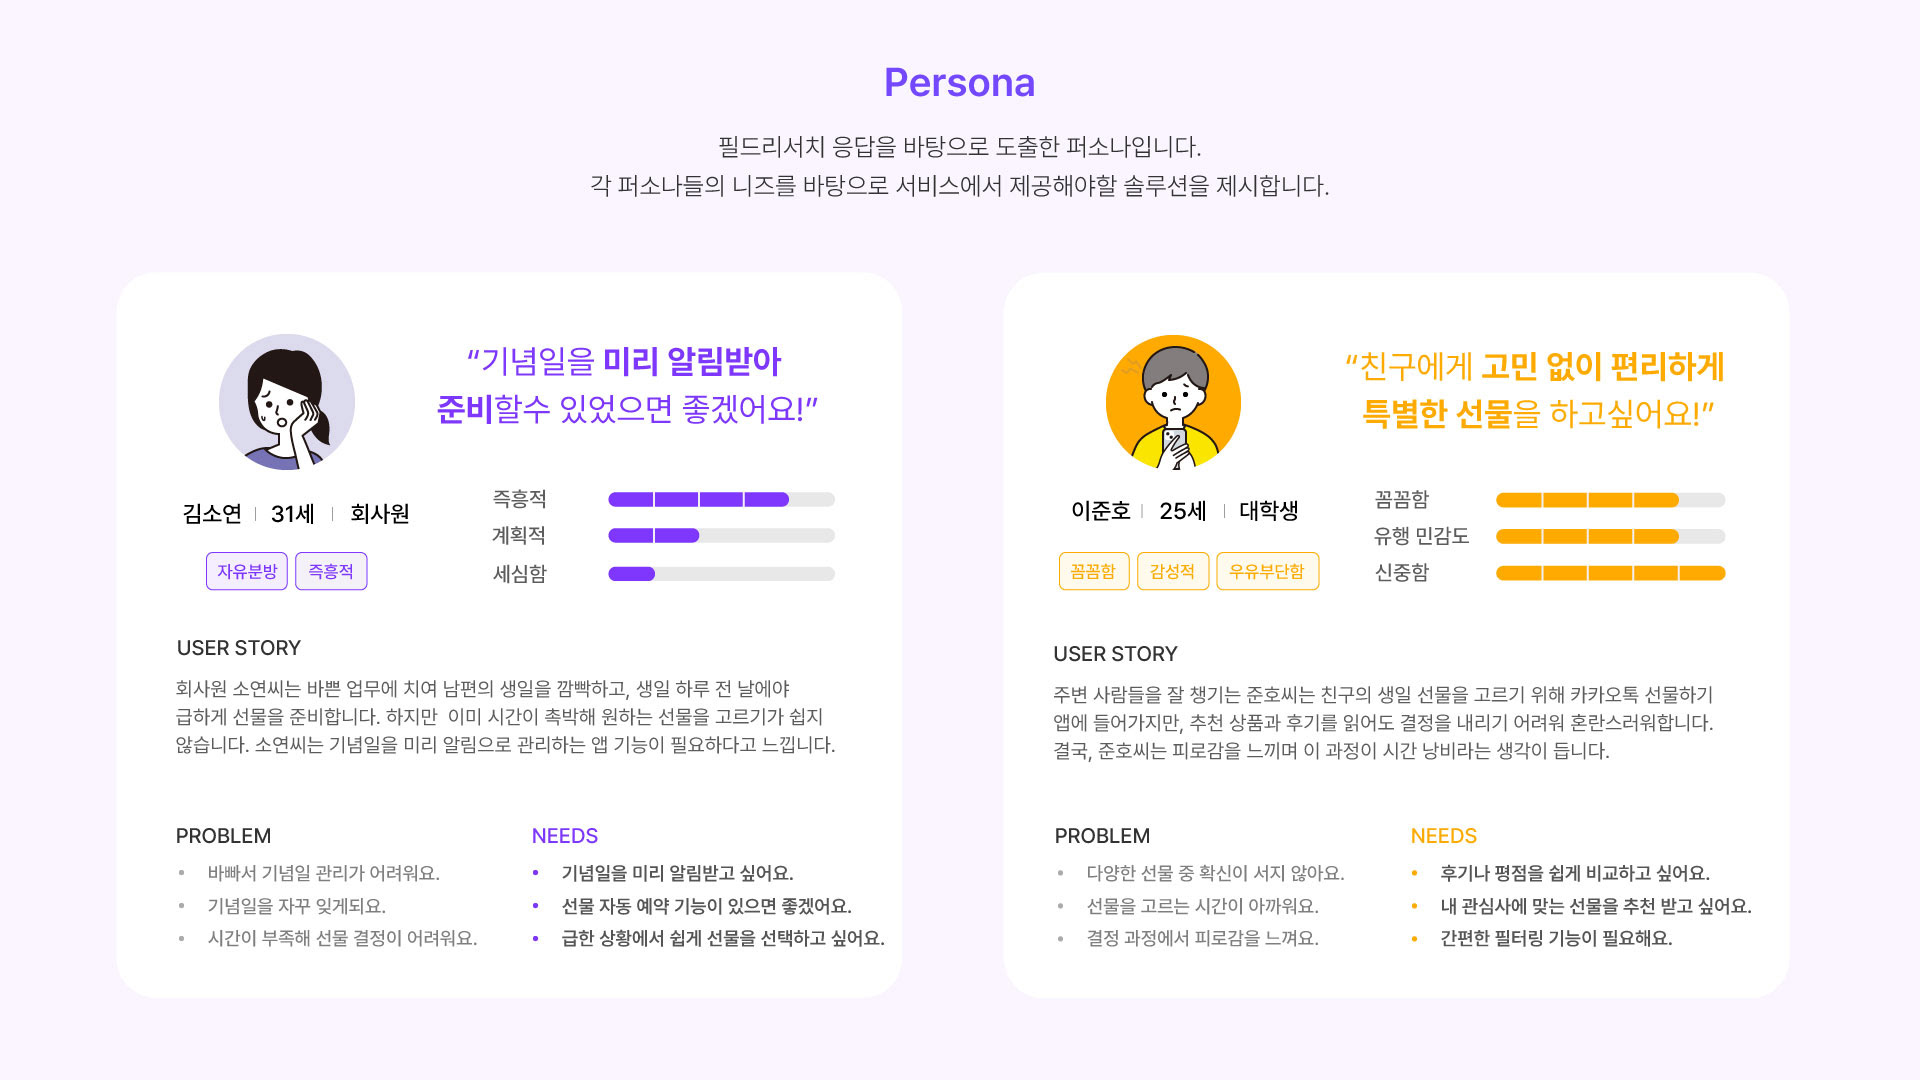 Persona
필드리서치 응답을 바탕으로 도출한 퍼소나입니다.
각 퍼소나들의 니즈를 바탕으로 서비스에서 제공해야할 솔루션을 제시합니다.
“기념일을 미리 알림받아
준비할수 있었으면 좋겠어요!”
김소연 | 31세 | 회사원
자유분방 즉흥적
즉흥적
계획적
세심함
USER STORY
회사원 소연씨는 바쁜 업무에 치여 남편의 생일을 깜빡하고, 생일 하루 전 날에야
급하게 선물을 준비합니다. 하지만 이미 시간이 촉박해 원하는 선물을 고르기가 쉽지
않습니다. 소연씨는 기념일을 미리 알림으로 관리하는 앱 기능이 필요하다고 느낍니다.
PROBLEM
• 바빠서 기념일 관리가 어려워요.
• 기념일을 자꾸 잊게되요.
• 시간이 부족해 선물 결정이 어려워요.
NEEDS
• 기념일을 미리 알림받고 싶어요.
• 선물 자동 예약 기능이 있으면 좋겠어요.
• 급한 상황에서 쉽게 선물을 선택하고 싶어요.
“친구에게 고민 없이 편리하게
특별한 선물을 하고싶어요!”
이준호 | 25세 | 대학생
꼼꼼함 감성적 우유부단함
꼼꼼함
유행 민감도
신중함
USER STORY
주변 사람들을 잘 챙기는 준호씨는 친구의 생일 선물을 고르기 위해 카카오톡 선물하기
앱에 들어가지만, 추천 상품과 후기를 읽어도 결정을 내리기 어려워 혼란스러워합니다.
결국, 준호씨는 피로감을 느끼며 이 과정이 시간 낭비라는 생각이 듭니다.
PROBLEM
• 다양한 선물 중 확신이 서지 않아요.
• 선물을 고르는 시간이 아까워요.
• 결정 과정에서 피로감을 느껴요.
NEEDS
• 후기나 평점을 쉽게 비교하고 싶어요.
• 내 관심사에 맞는 선물을 추천 받고 싶어요.
• 간편한 필터링 기능이 필요해요.